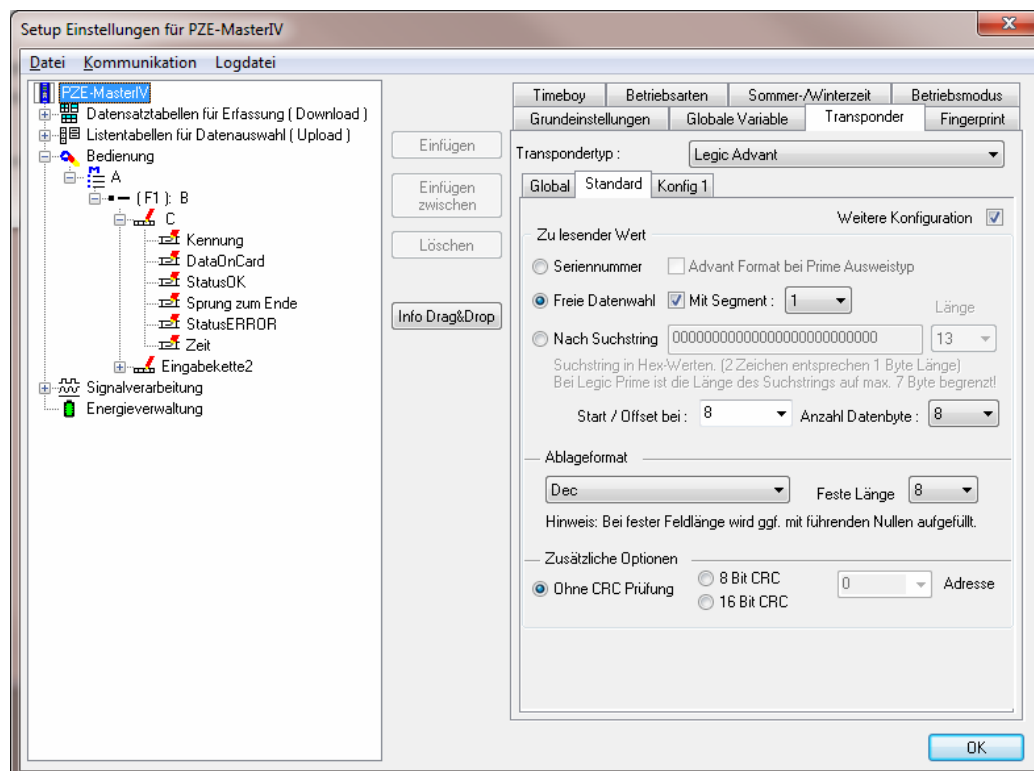 Setup Einstellungen für PZE-MasterIV
Datei Kommunikation Logdatei
PZE-MasterIV
Datensatztabellen für Erfassung ( Download )
Listentabellen für Datenauswahl ( Upload )
Bedienung
A
( F1 ): B
C
Kennung
DataOnCard
StatusOK
Sprung zum Ende
StatusERROR
Zeit
Eingabekette2
Signalverarbeitung
Energieverwaltung
Einfügen
Einfügen
zwischen
Löschen
Info Drag&Drop
Timeboy Betriebsarten Sommer-/Winterzeit Betriebsmodus
Grundeinstellungen Globale Variable Transponder Fingerprint
Transpondertyp : Legic Advant
Global Standard Konfig 1
Weitere Konfiguration
Zu lesender Wert
Seriennummer Advant Format bei Prime Ausweistyp
Freie Datenwahl Mit Segment : 1
Länge
Nach Suchstring 00000000000000000000000000 13
Suchstring in Hex-Werten. (2 Zeichen entsprechen 1 Byte Länge)
Bei Legic Prime ist die Länge des Suchstrings auf max. 7 Byte begrenzt!
Start / Offset bei : 8 Anzahl Datenbyte : 8
Ablageformat
Dec Feste Länge 8
Hinweis: Bei fester Feldlänge wird ggf. mit führenden Nullen aufgefüllt.
Zusätzliche Optionen
Ohne CRC Prüfung 8 Bit CRC 0 Adresse
16 Bit CRC
OK